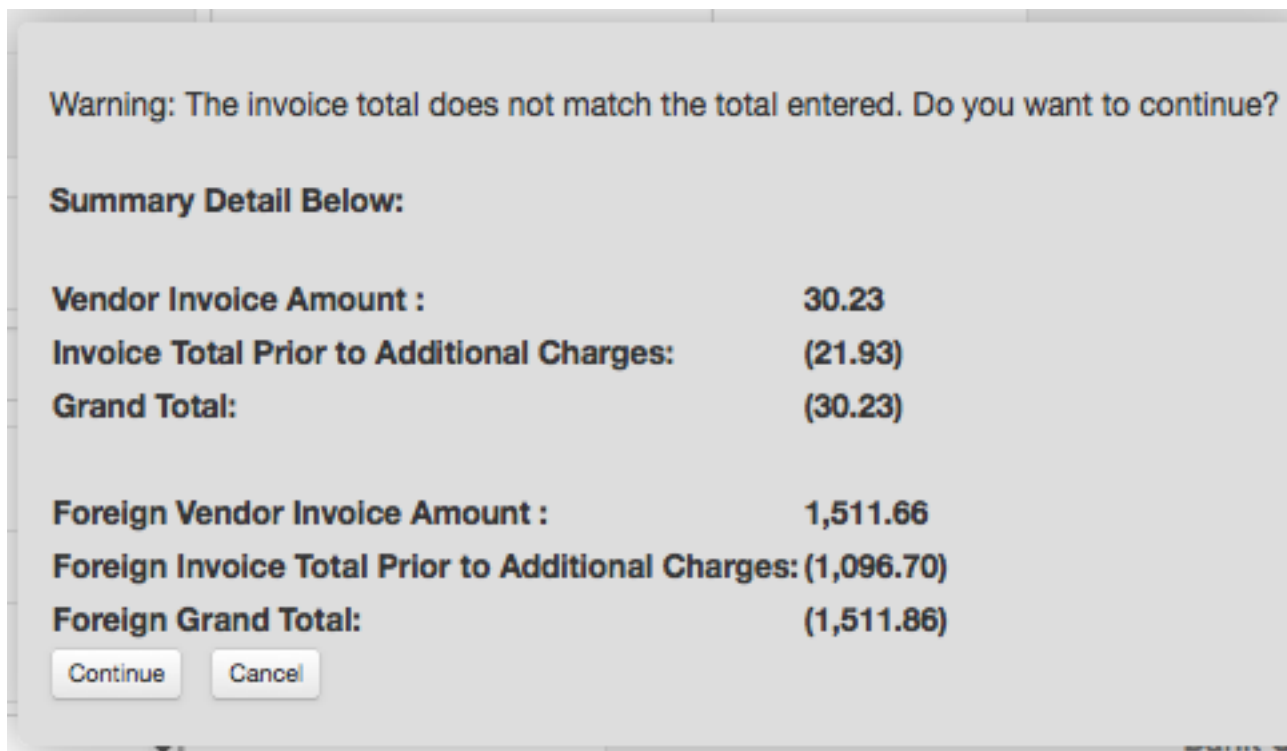 Warning: The invoice total does not match the total entered. Do you want to continue?
Summary Detail Below:
Vendor Invoice Amount : 30.23
Invoice Total Prior to Additional Charges: (21.93)
Grand Total: (30.23)
Foreign Vendor Invoice Amount : 1,511.66
Foreign Invoice Total Prior to Additional Charges: (1,096.70)
Foreign Grand Total: (1,511.86)
Continue Cancel